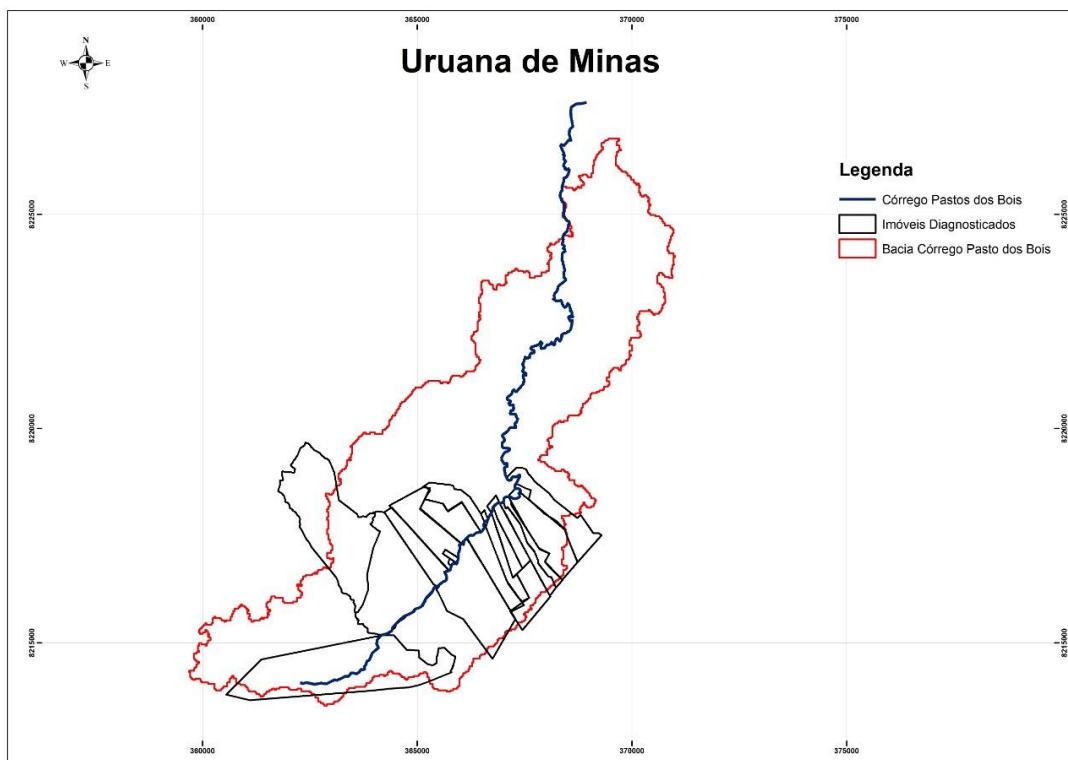 360000 365000 370000 375000
N
W E
S
Uruana de Minas
Legenda
Córrego Pastos dos Bois
Imóveis Diagnosticados
Bacia Córrego Pasto dos Bois
8225000 8225000
8220000 8220000
8215000 8215000
360000 365000 370000 375000